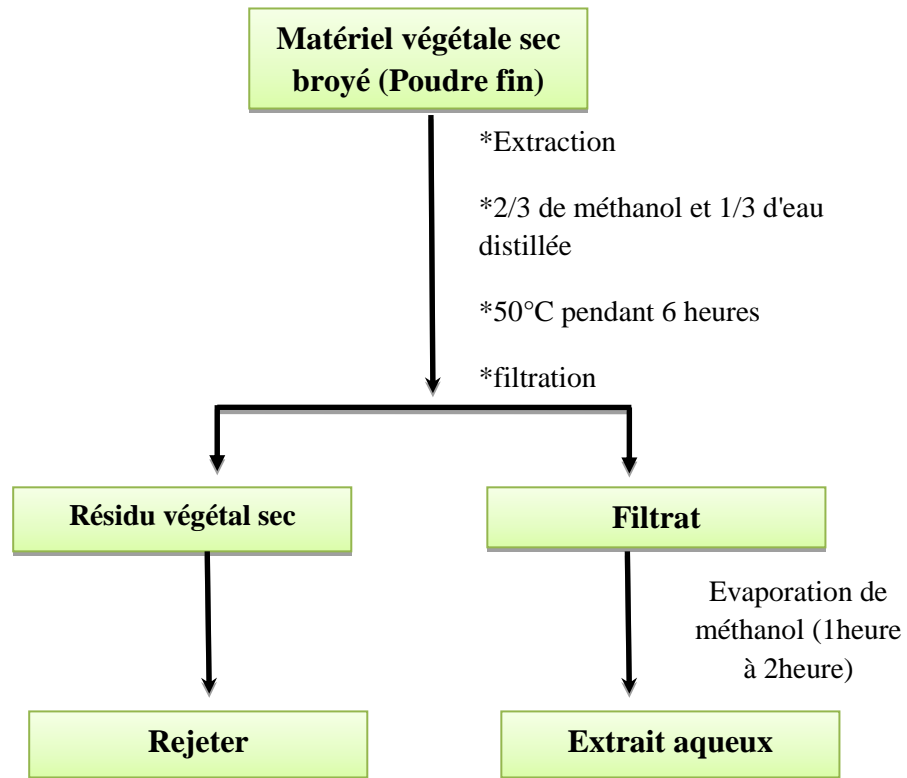 Matériel végétale sec
broyé (Poudre fin)
*Extraction
*2/3 de méthanol et 1/3 d'eau
distillée
*50°C pendant 6 heures
*filtration
Résidu végétal sec
Filtrat
Evaporation de
méthanol (1heure
à 2heure)
Rejeter
Extrait aqueux